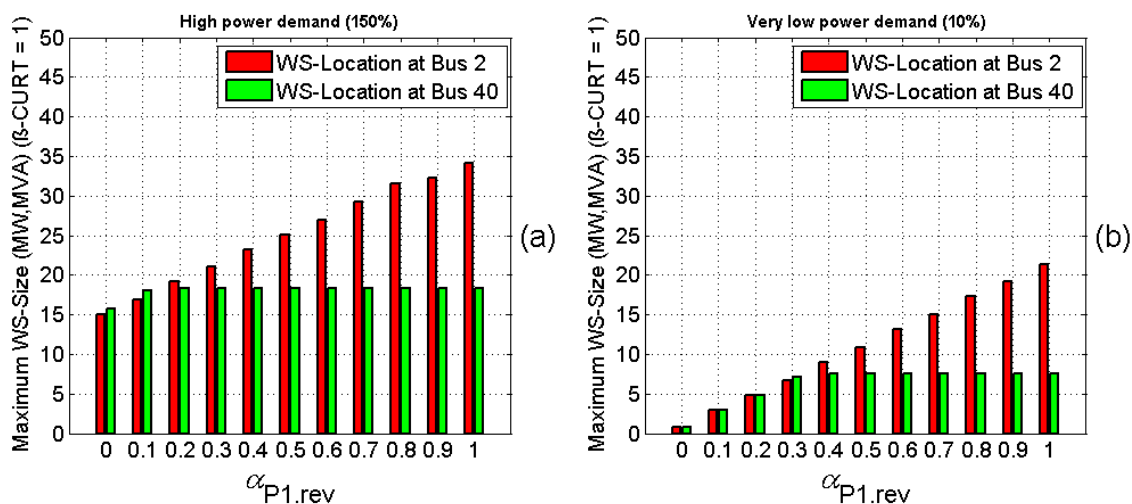 High power demand (150%)
Maximum WS-Size (MW,MVA) (ß-CURT = 1)
50
45
40
35
30
25
20
15
10
5
0
WS-Location at Bus 2
WS-Location at Bus 40
0 0.1 0.2 0.3 0.4 0.5 0.6 0.7 0.8 0.9 1
αP1.rev
(a)
Very low power demand (10%)
Maximum WS-Size (MW,MVA) (ß-CURT = 1)
50
45
40
35
30
25
20
15
10
5
0
WS-Location at Bus 2
WS-Location at Bus 40
0 0.1 0.2 0.3 0.4 0.5 0.6 0.7 0.8 0.9 1
αP1.rev
(b)